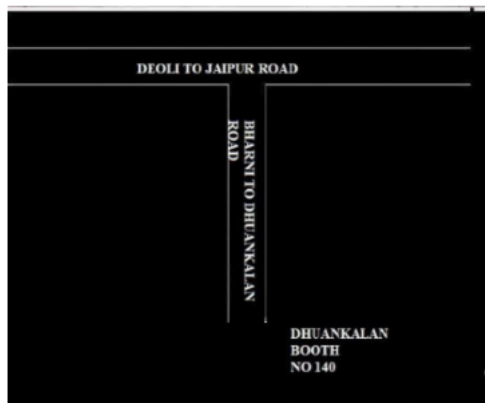 DEOLI TO JAIPUR ROAD
BHARNI TO DHUANKALAN
ROAD
DHUANKALAN
BOOTH
NO 140